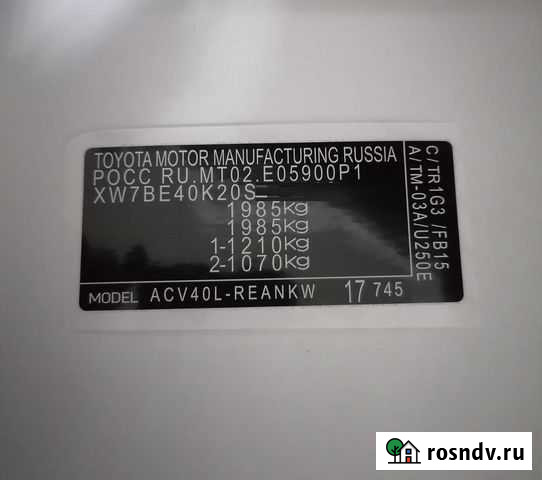 TOYOTA MOTOR MANUFACTURING RUSSIA
РОСС RU.MT02.E05900P1
XW7BE40K20S
1985kg
1985kg
1-1210kg
2-1070kg
MODEL ACV40L-REANKW 17 745
C/TR1G3 /FB15
A/TM-03A/U250E
rosndv.ru